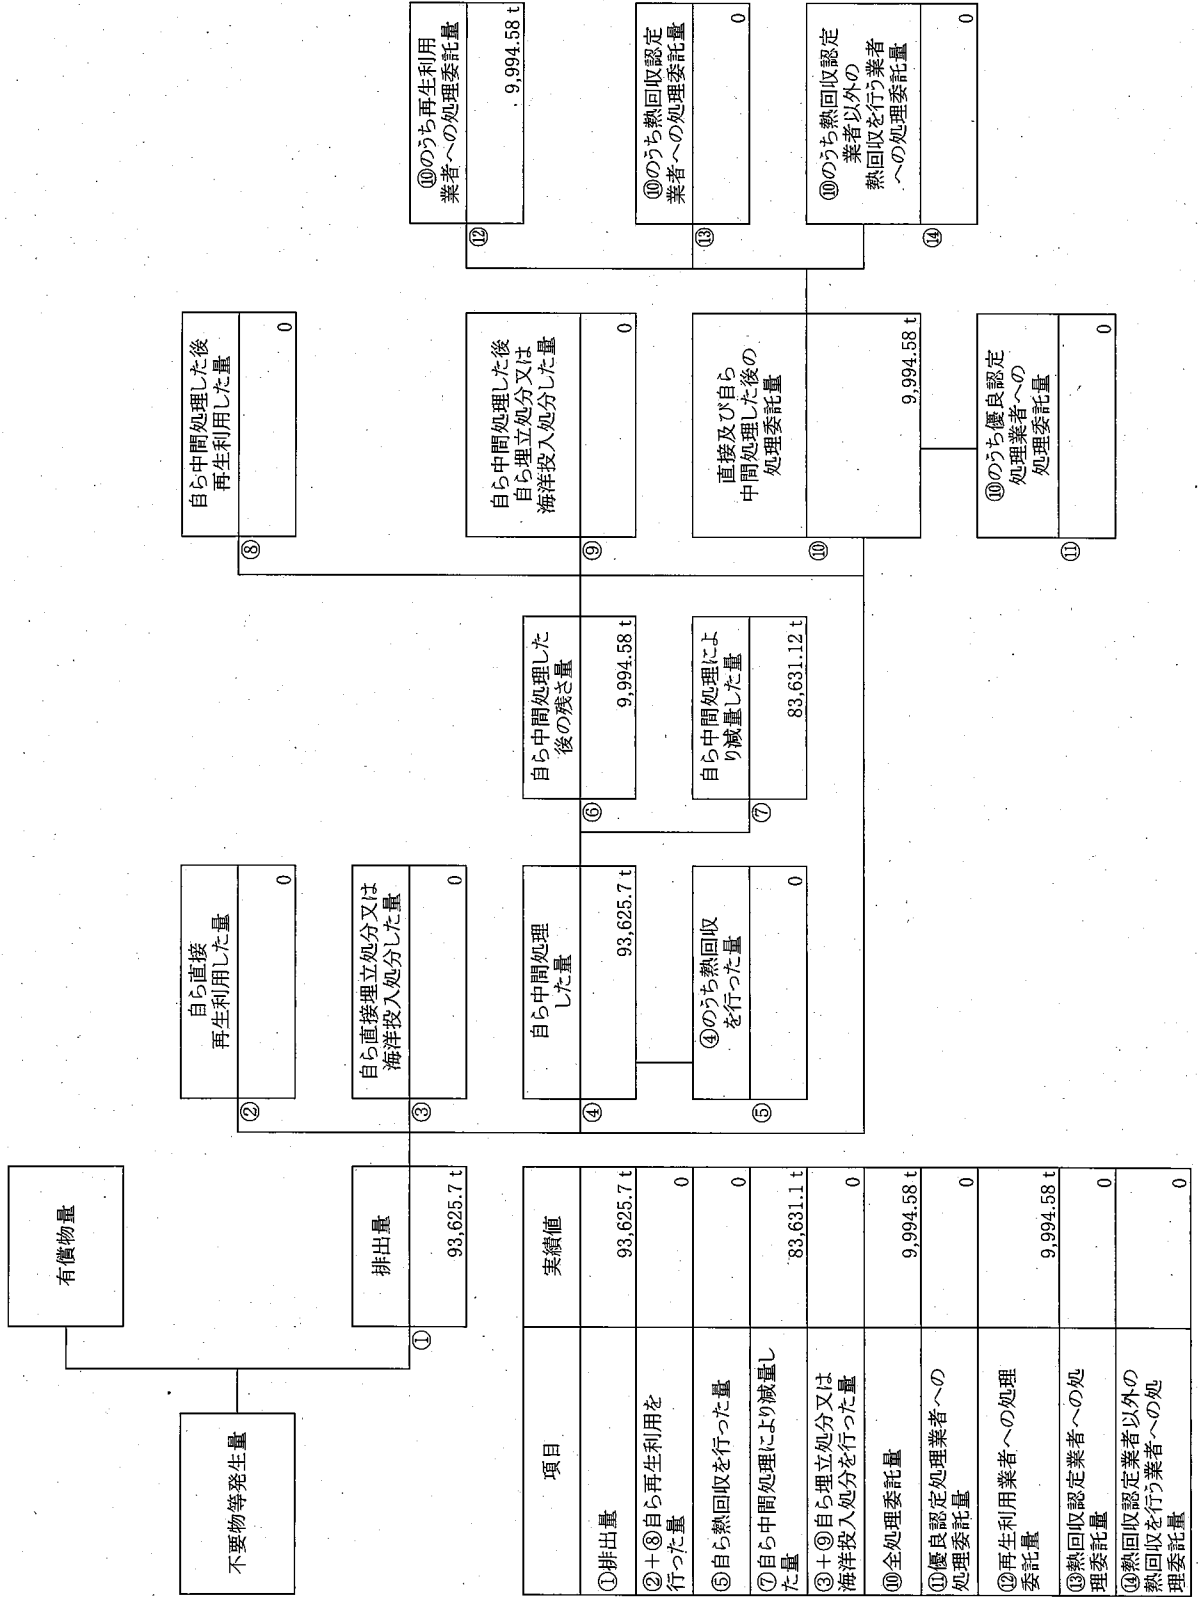 不要物等発生量
有償物量
排出量
①
93,625.7 t
自ら直接
再生利用した量
②
0
自ら直接埋立処分又は
海洋投入処分した量
③
0
自ら中間処理
した量
④
93,625.7 t
④のうち熱回収
を行った量
⑤
0
自ら中間処理した
後の残さ量
⑥
9,994.58 t
自ら中間処理によ
り減量した量
⑦
83,631.12 t
自ら中間処理した後
再生利用した量
⑧
0
自ら中間処理した後
自ら埋立処分又は
海洋投入処分した量
⑨
0
直接及び自ら
中間処理した後の
処理委託量
⑩
9,994.58 t
⑩のうち優良認定
処理業者への
処理委託量
⑪
0
⑩のうち再生利用
業者への処理委託量
⑫
9,994.58 t
⑩のうち熱回収認定
業者への処理委託量
⑬
0
⑩のうち熱回収認定
業者以外の
熱回収を行う業者
への処理委託量
⑭
0
項目
実績値
①排出量
93,625.7 t
②+⑧自ら再生利用を
行った量
0
⑤自ら熱回収を行った量
0
⑦自ら中間処理により減量し
た量
83,631.1 t
③+⑨自ら埋立処分又は
海洋投入処分を行った量
0
⑩全処理委託量
9,994.58 t
⑪優良認定処理業者への
処理委託量
0
⑫再生利用業者への処理
委託量
9,994.58 t
⑬熱回収認定業者への処
理委託量
0
⑭熱回収認定業者以外の
熱回収を行う業者への処
理委託量
0